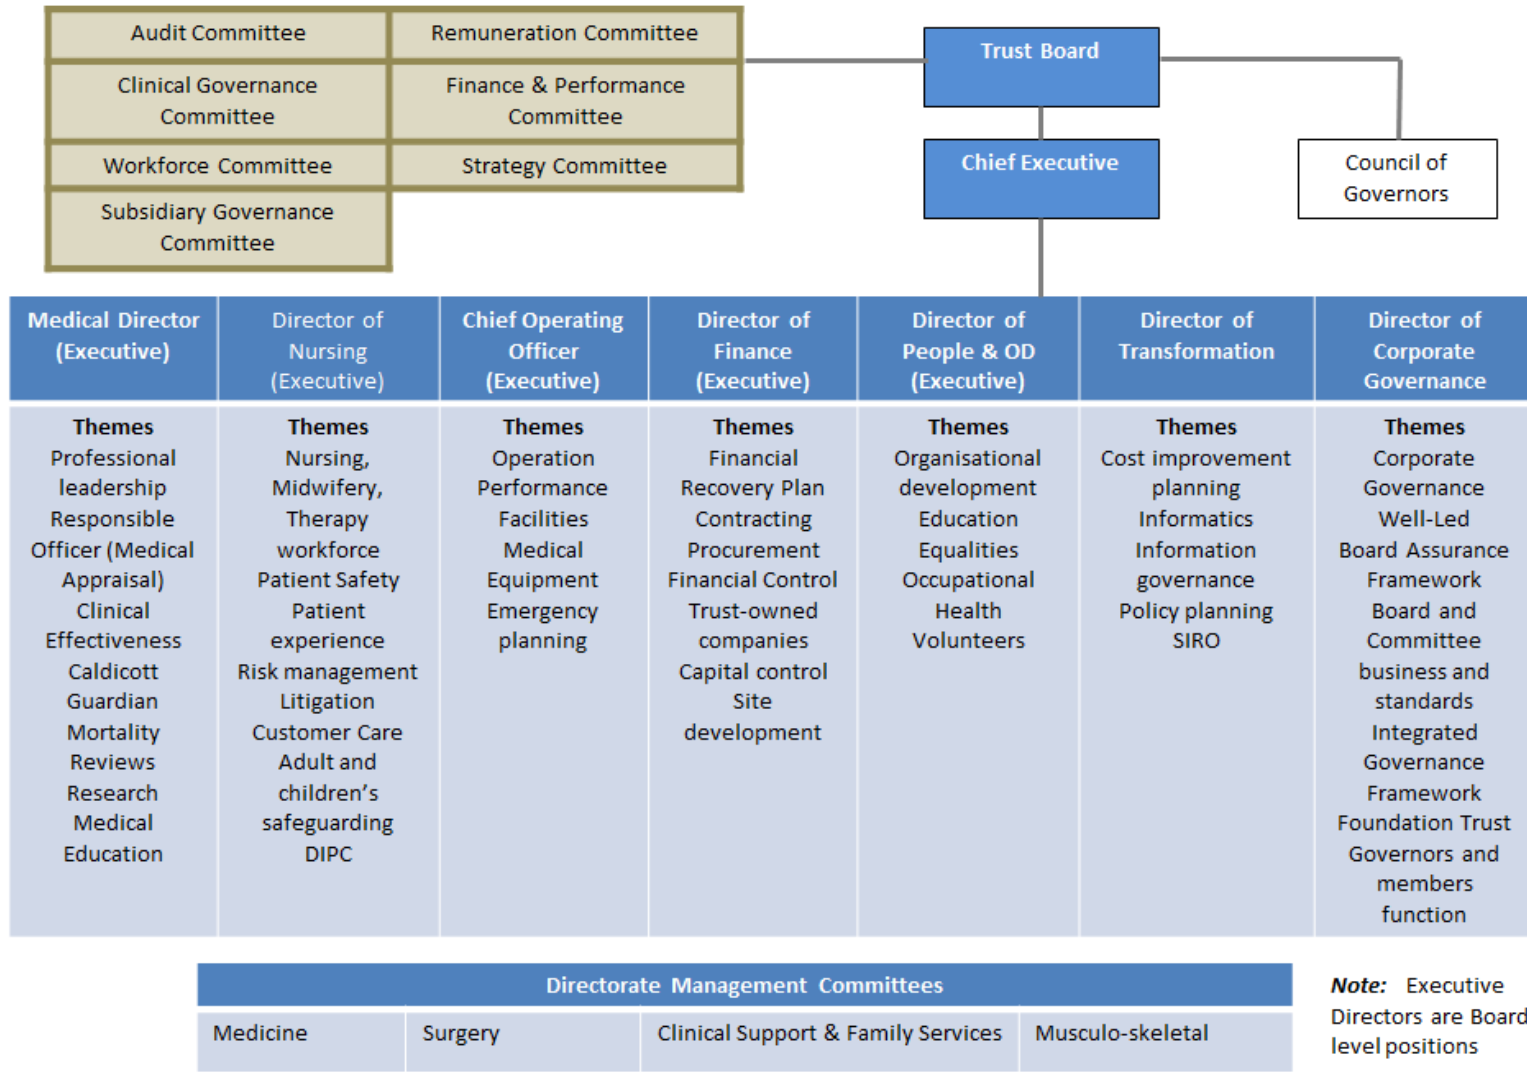 Audit Committee
Remuneration Committee
Clinical Governance
Committee
Finance & Performance
Committee
Workforce Committee
Strategy Committee
Subsidiary Governance
Committee
Trust Board
Chief Executive
Council of
Governors
Medical Director
(Executive)
Director of
Nursing
(Executive)
Chief Operating
Officer
(Executive)
Director of
Finance
(Executive)
Director of
People & OD
(Executive)
Director of
Transformation
Director of
Corporate
Governance
Themes
Professional
leadership
Responsible
Officer (Medical
Appraisal)
Clinical
Effectiveness
Caldicott
Guardian
Mortality
Reviews
Research
Medical
Education
Themes
Nursing,
Midwifery,
Therapy
workforce
Patient Safety
Patient
experience
Risk management
Litigation
Customer Care
Adult and
children’s
safeguarding
DIPC
Themes
Operation
Performance
Facilities
Medical
Equipment
Emergency
planning
Themes
Financial
Recovery Plan
Contracting
Procurement
Financial Control
Trust-owned
companies
Capital control
Site
development
Themes
Organisational
development
Education
Equalities
Occupational
Health
Volunteers
Themes
Cost improvement
planning
Informatics
Information
governance
Policy planning
SIRO
Themes
Corporate
Governance
Well-Led
Board Assurance
Framework
Board and
Committee
business and
standards
Integrated
Governance
Framework
Foundation Trust
Governors and
members
function
Directorate Management Committees
Medicine
Surgery
Clinical Support & Family Services
Musculo-skeletal
Note: Executive
Directors are Board
level positions